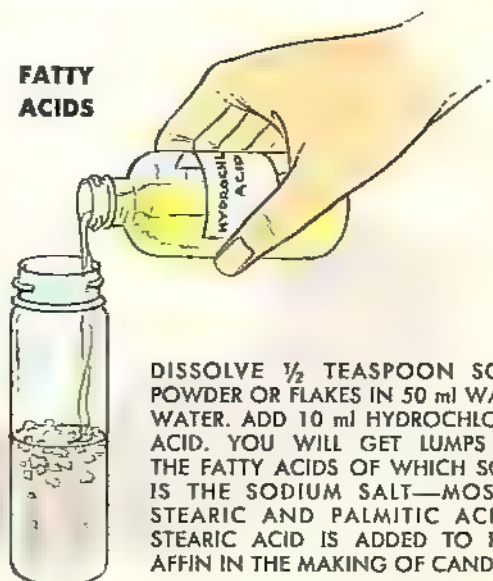 FATTY
ACIDS
HYDROCHL
ACID
DISSOLVE ½ TEASPOON SO
POWDER OR FLAKES IN 50 ml WA
WATER. ADD 10 ml HYDROCHLO
ACID. YOU WILL GET LUMPS
THE FATTY ACIDS OF WHICH SO
IS THE SODIUM SALT—MOS
STEARIC AND PALMITIC ACI
STEARIC ACID IS ADDED TO
AFFIN IN THE MAKING OF CAND